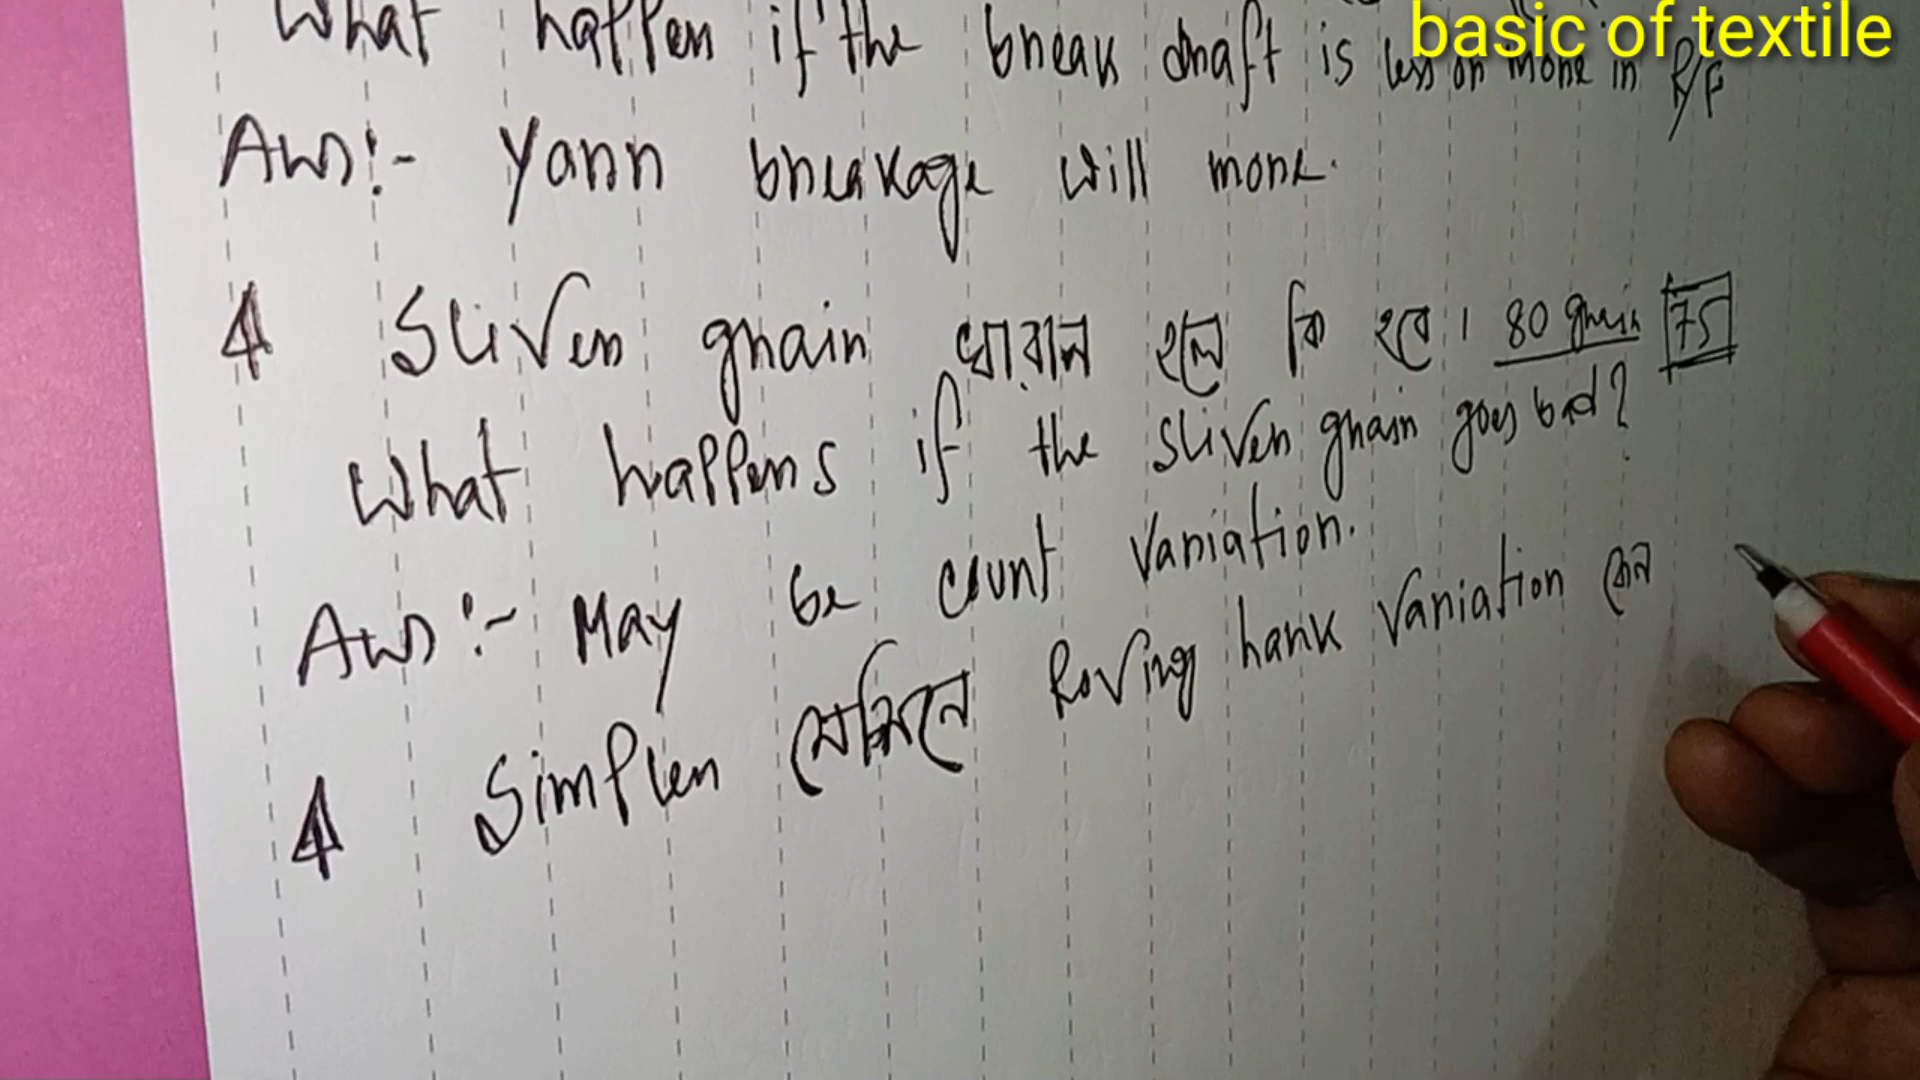 basic of textile
What happen if the break draft is less or more in R/F
Ans:- Yarn breakage will more.
Sliver grain খারাপ হলে কি হবে। 80 grain 75
What happens if the sliver grain goes bad?
Ans:- May be count variation.
Simplex মেশিনে Roving hank variation কেন